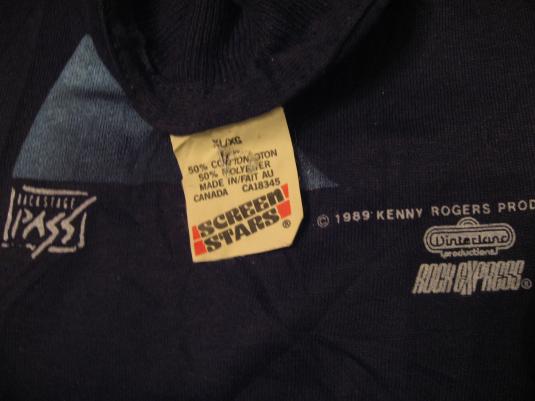 XL/XG
50% COTTON/COTON
50% POLYESTER
MADE IN/FAIT AU
CANADA CA18345
SCREEN
STARS®
BACKSTAGE
PASS
© 1989 KENNY ROGERS PROD
Winterland
productions
ROCK EXPRESS®